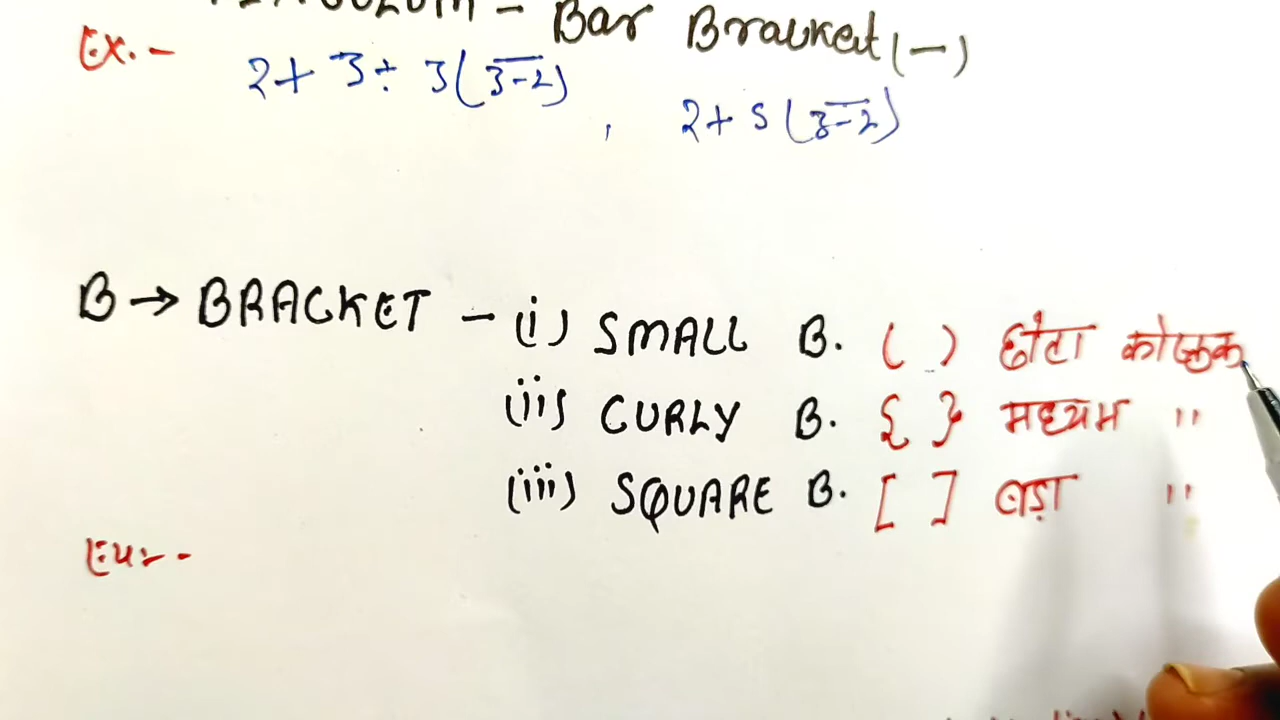 - Bar Bracket (—)
Ex.- 2 + 3 ÷ 3(3-2) , 2 + 5 (3-2)
B → BRACKET - (i) SMALL B. ( ) छोटा कोष्ठक
(ii) CURLY B. { } मध्यम "
(iii) SQUARE B. [ ] बड़ा "